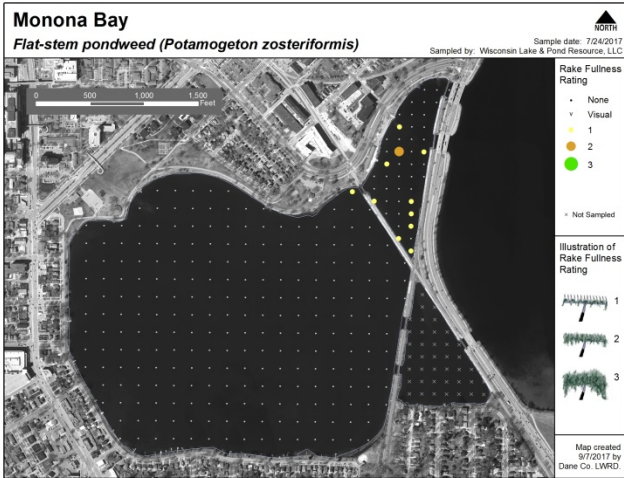 Monona Bay
Flat-stem pondweed (Potamogeton zosteriformis)
NORTH
Sample date: 7/24/2017
Sampled by: Wisconsin Lake & Pond Resource, LLC
0 500 1,000 1,500
Feet
Rake Fullness
Rating
None
v Visual
1
2
3
× Not Sampled
Illustration of
Rake Fullness
Rating
1
2
3
Map created
9/7/2017 by
Dane Co. LWRD.